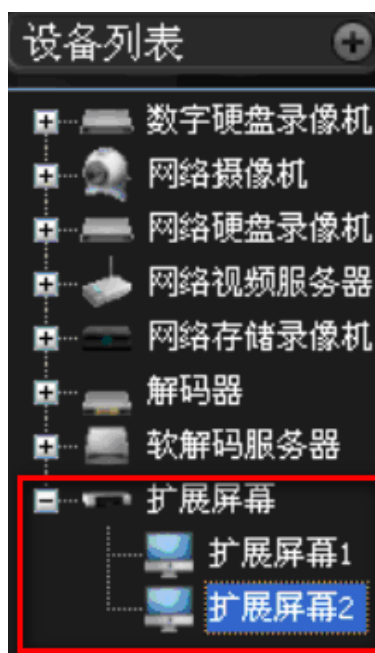 设备列表
数字硬盘录像机
网络摄像机
网络硬盘录像机
网络视频服务器
网络存储录像机
解码器
软解码服务器
扩展屏幕
扩展屏幕1
扩展屏幕2